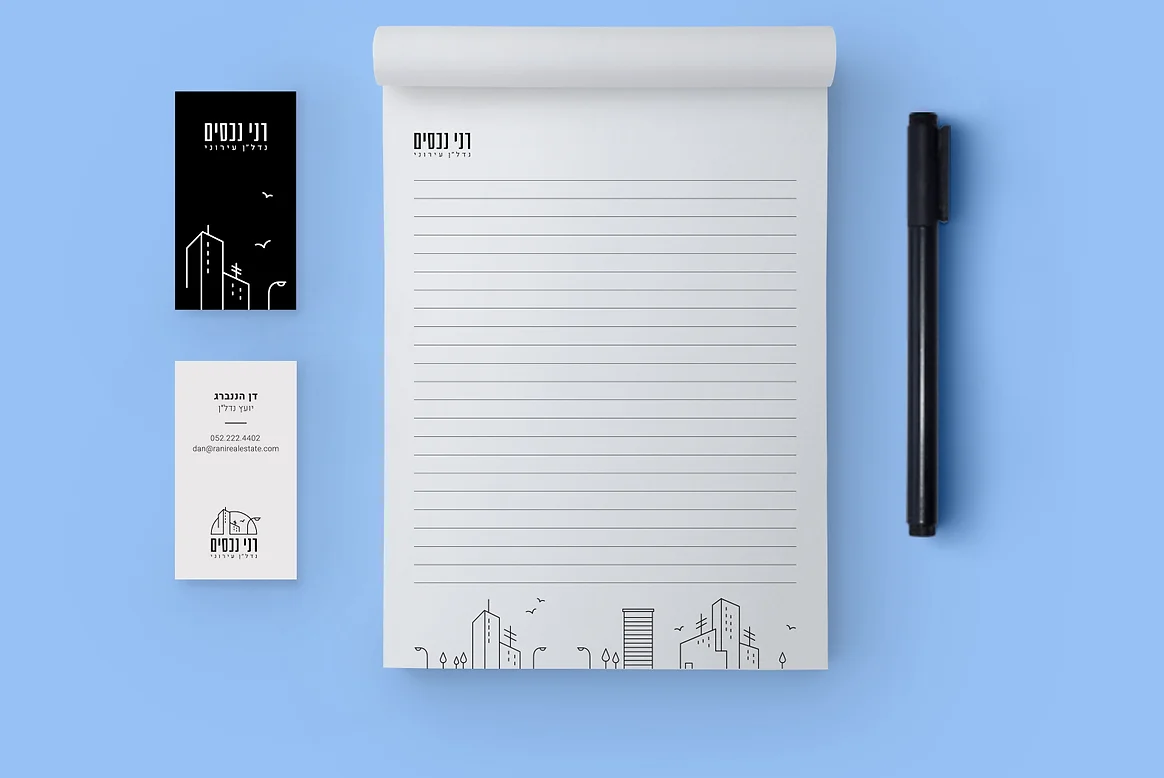 רני נכסים
נדל״ן עירוני
דן הננברג
יועץ נדל״ן
052.222.4402
dan@ranirealestate.com
רני נכסים
נדל״ן עירוני
רני נכסים
נדל״ן עירוני